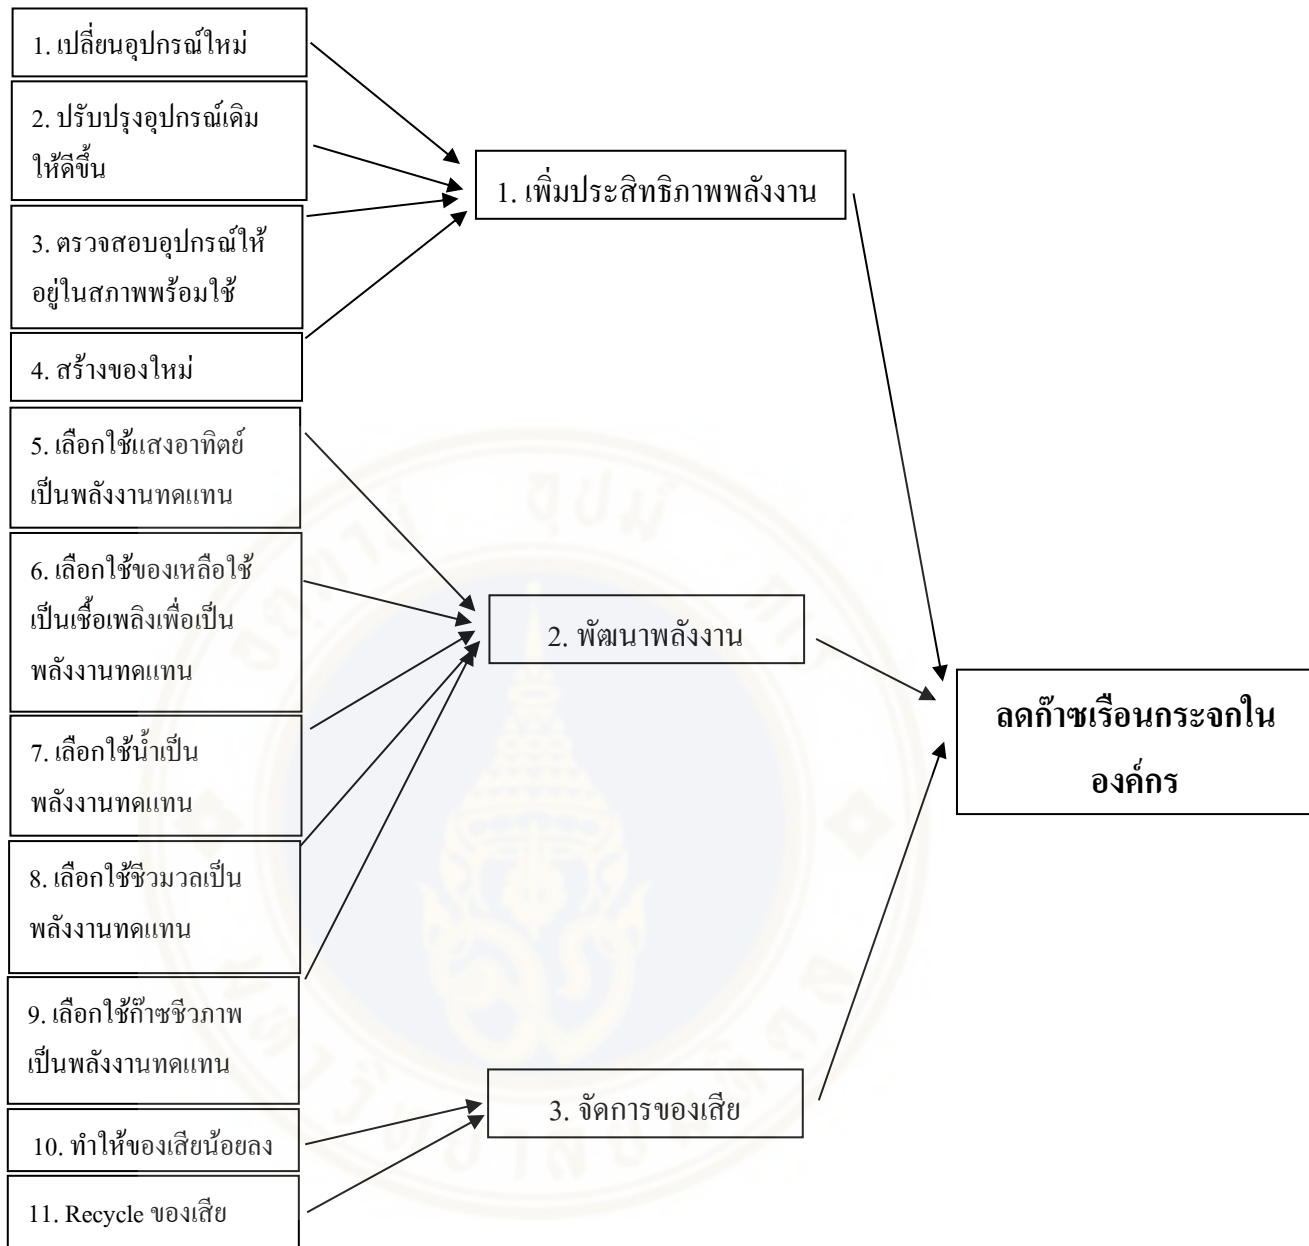 1. เปลี่ยนอุปกรณ์ใหม่
2. ปรับปรุงอุปกรณ์เดิม
ให้ดีขึ้น
3. ตรวจสอบอุปกรณ์ให้
อยู่ในสภาพพร้อมใช้
4. สร้างของใหม่
5. เลือกใช้แสงอาทิตย์
เป็นพลังงานทดแทน
6. เลือกใช้ของเหลือใช้
เป็นเชื้อเพลิงเพื่อเป็น
พลังงานทดแทน
7. เลือกใช้น้ำเป็น
พลังงานทดแทน
8. เลือกใช้ชีวมวลเป็น
พลังงานทดแทน
9. เลือกใช้ก๊าซชีวภาพ
เป็นพลังงานทดแทน
10. ทำให้ของเสียน้อยลง
11. Recycle ของเสีย
1. เพิ่มประสิทธิภาพพลังงาน
2. พัฒนาพลังงาน
3. จัดการของเสีย
ลดก๊าซเรือนกระจกใน
องค์กร